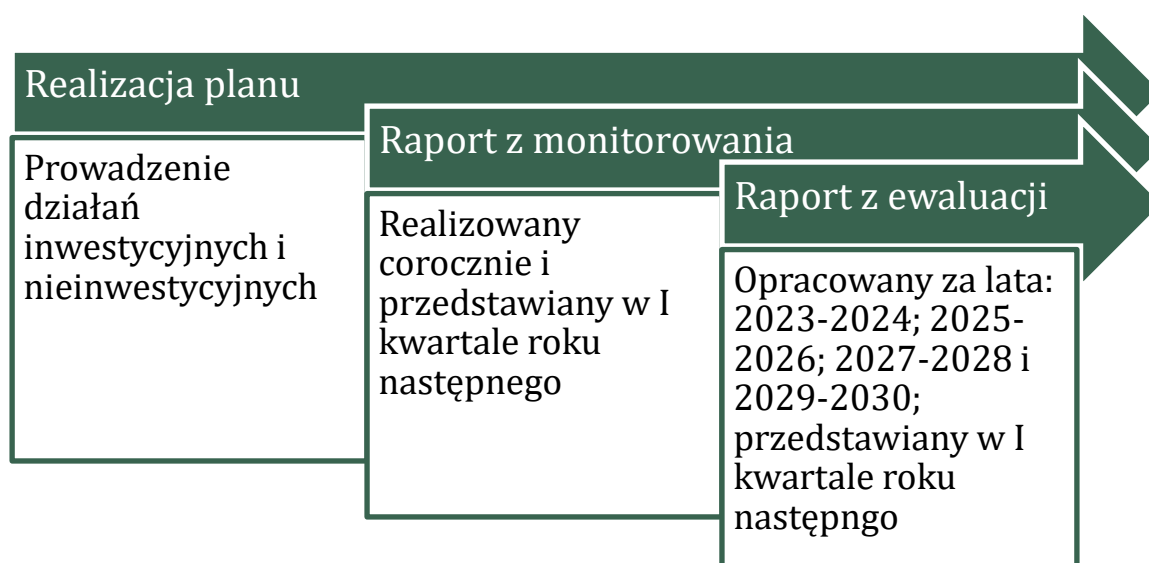 Realizacja planu
Prowadzenie
działań
inwestycyjnych i
nieinwestycyjnych
Raport z monitorowania
Realizowany
corocznie i
przedstawiany w I
kwartale roku
następnego
Raport z ewaluacji
Opracowany za lata:
2023-2024; 2025-
2026; 2027-2028 i
2029-2030;
przedstawiany w I
kwartale roku
następngo